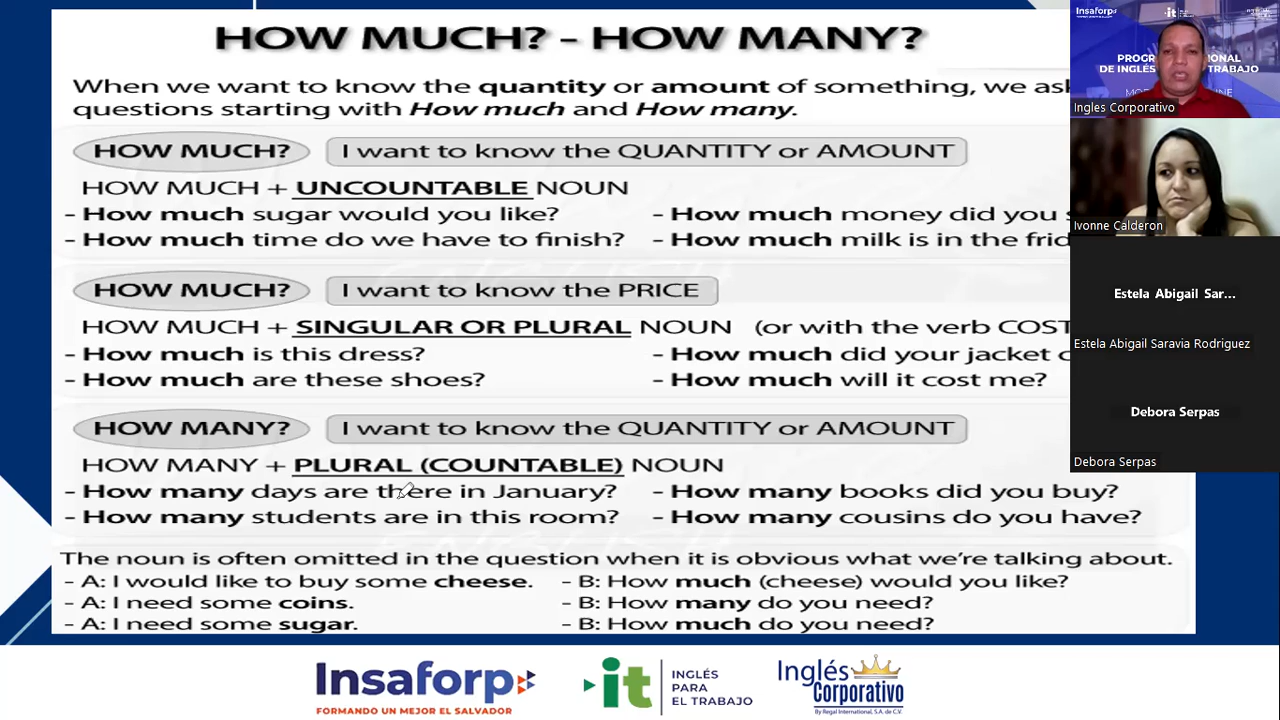 HOW MUCH? - HOW MANY?
When we want to know the quantity or amount of something, we ask
questions starting with How much and How many.
HOW MUCH? I want to know the QUANTITY or AMOUNT
HOW MUCH + UNCOUNTABLE NOUN
- How much sugar would you like? - How much money did you
- How much time do we have to finish? - How much milk is in the
HOW MUCH? I want to know the PRICE
HOW MUCH + SINGULAR OR PLURAL NOUN (or with the verb COST
- How much is this dress? - How much did your jacket
- How much are these shoes? - How much will it cost me?
HOW MANY? I want to know the QUANTITY or AMOUNT
HOW MANY + PLURAL (COUNTABLE) NOUN
- How many days are there in January? - How many books did you buy?
- How many students are in this room? - How many cousins do you have?
The noun is often omitted in the question when it is obvious what we're talking about.
- A: I would like to buy some cheese. - B: How much (cheese) would you like?
- A: I need some coins. - B: How many do you need?
- A: I need some sugar. - B: How much do you need?
Insaforp
FORMANDO UN MEJOR EL SALVADOR
it
INGLÉS
PARA
EL TRABAJO
Inglés
Corporativo
By Regal International, S.A. de C.V.
Insaforp
it
DE INGLÉS TRABAJO
Ingles Corporativo
Ivonne Calderon
Estela Abigail Sar...
Estela Abigail Saravia Rodriguez
Debora Serpas
Debora Serpas